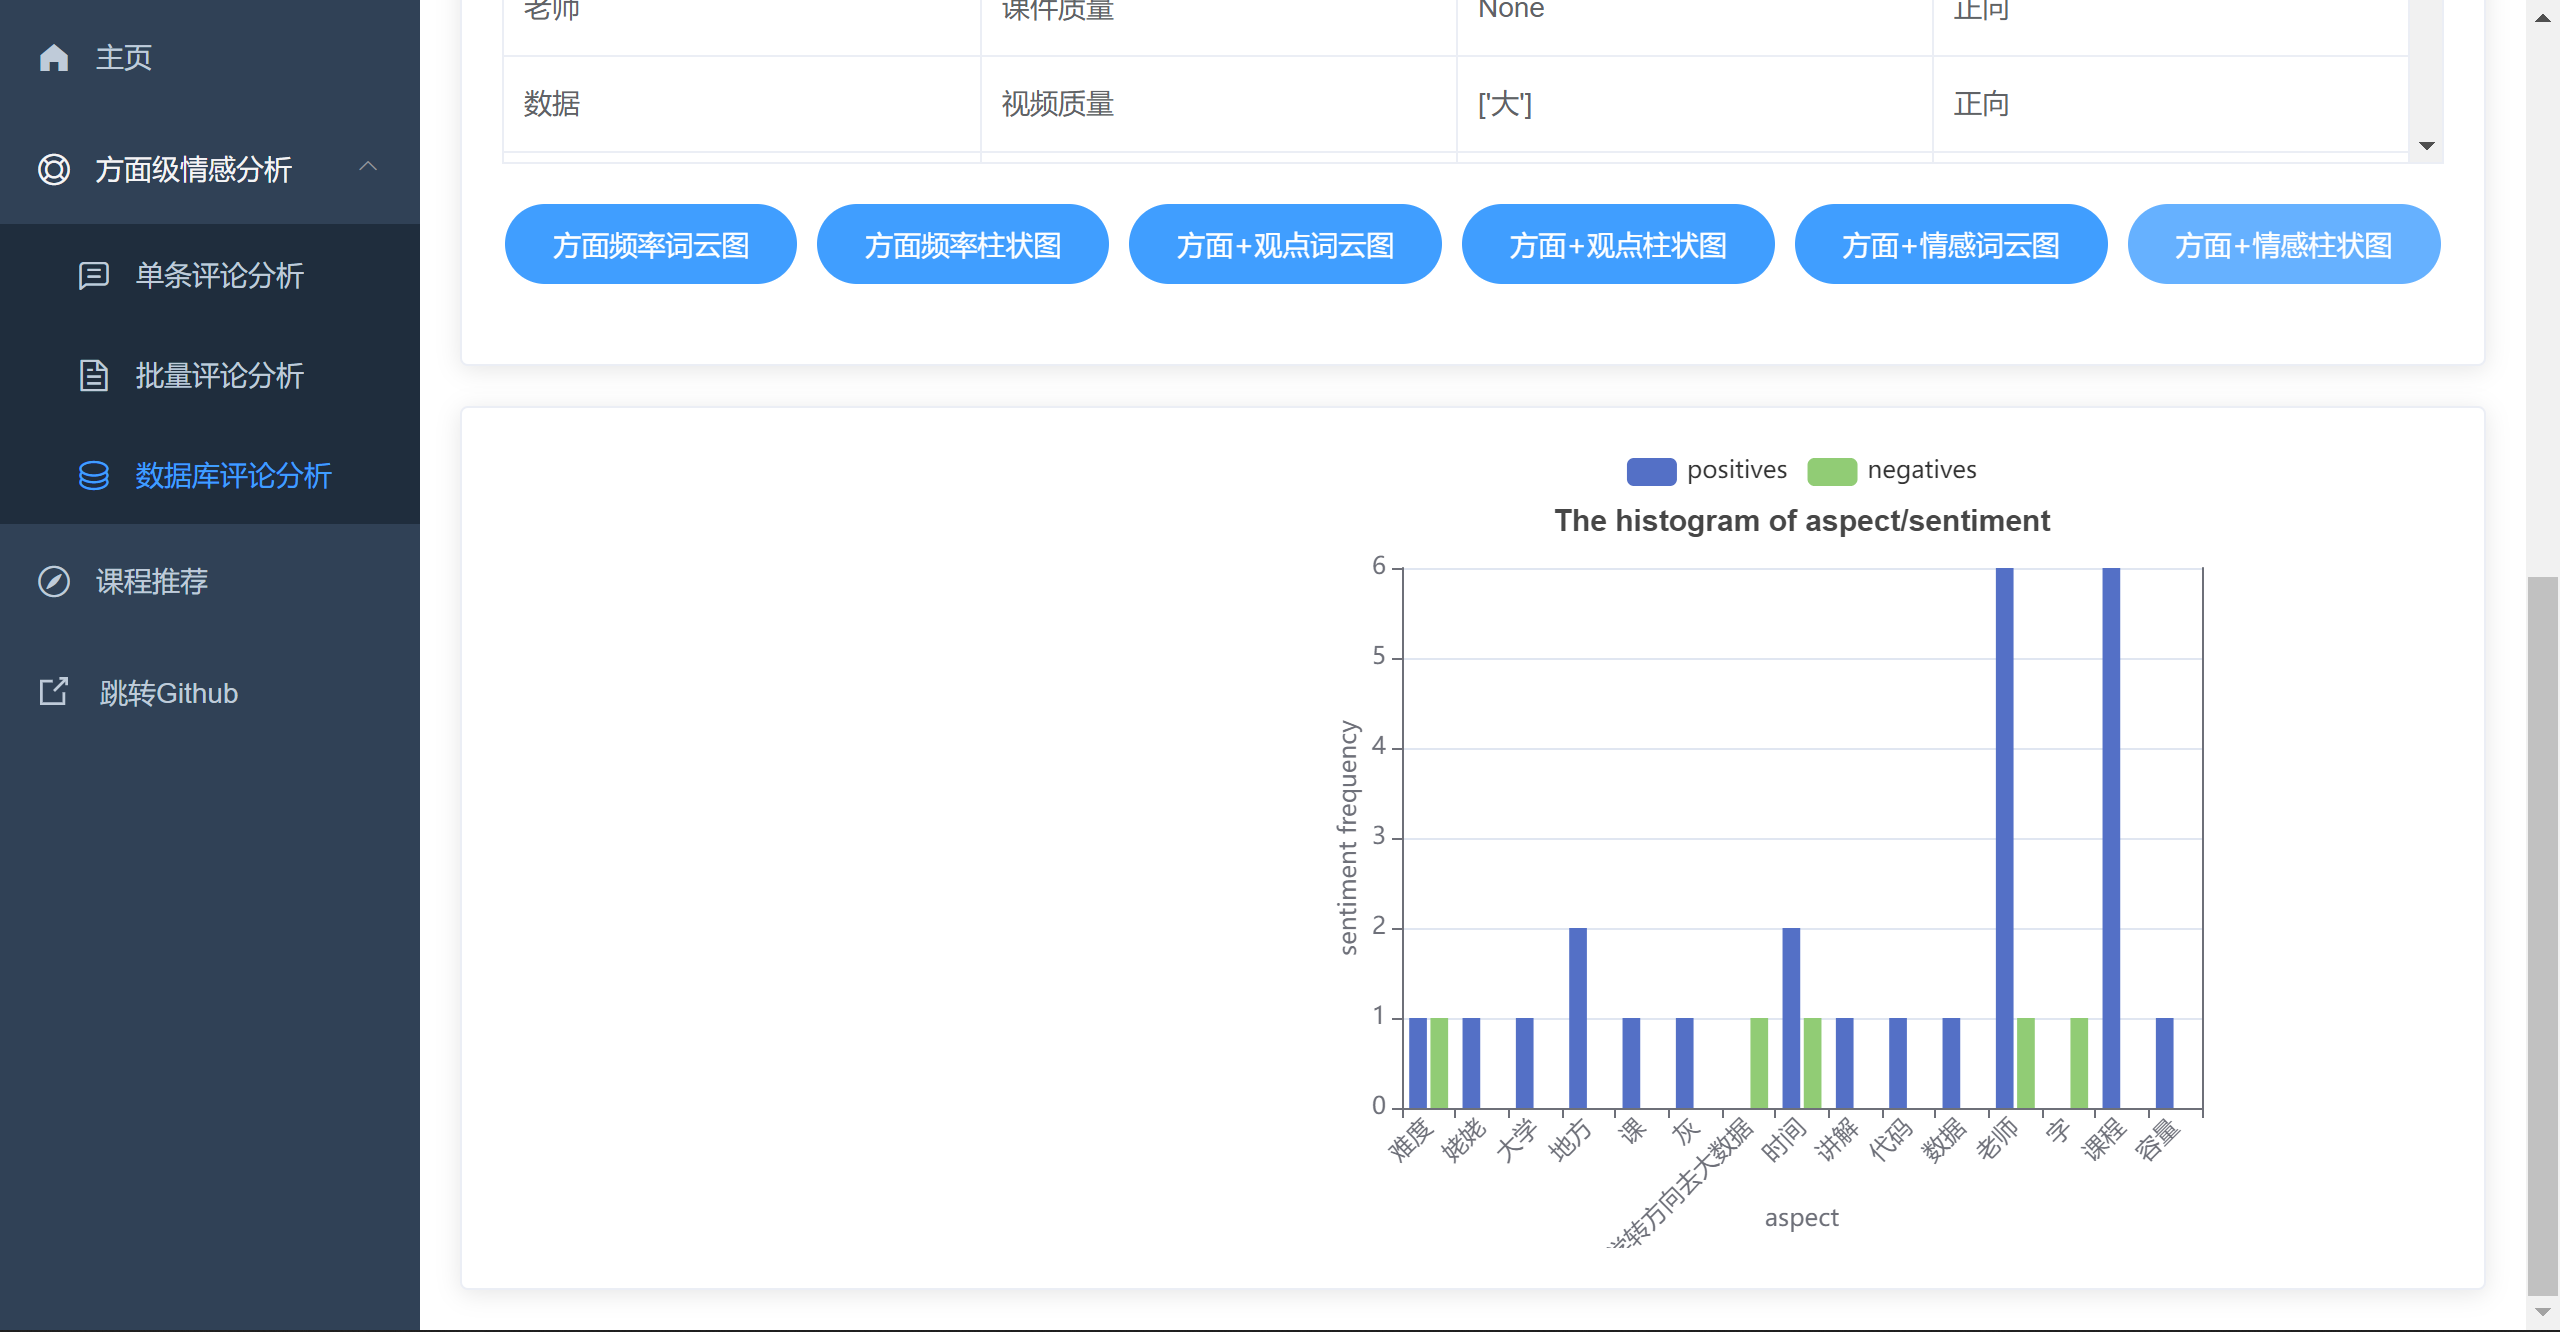 主页
方面级情感分析
单条评论分析
批量评论分析
数据库评论分析
课程推荐
跳转Github
老师 课件质量 None 正向
数据 视频质量 ['大'] 正向
方面频率词云图 方面频率柱状图 方面+观点词云图 方面+观点柱状图 方面+情感词云图 方面+情感柱状图
positives negatives
The histogram of aspect/sentiment
sentiment frequency
6
5
4
3
2
1
0
难度 姥姥 大学 地方 课 灰 学转方向去大数据 时间 讲解 代码 数据 老师 字 课程 容量
aspect